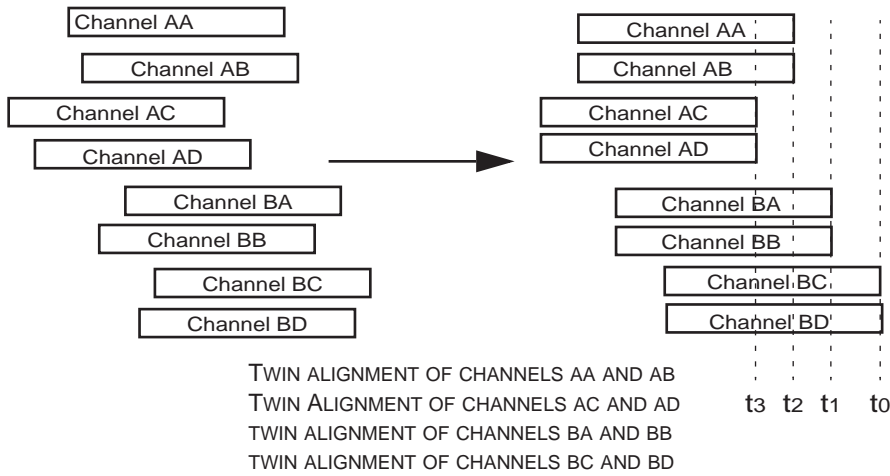 Channel AA
Channel AB
Channel AC
Channel AD
Channel BA
Channel BB
Channel BC
Channel BD
Channel AA
Channel AB
Channel AC
Channel AD
Channel BA
Channel BB
Channel BC
Channel BD
TWIN ALIGNMENT OF CHANNELS AA AND AB
TWIN ALIGNMENT OF CHANNELS AC AND AD
t3 t2 t1 t0
TWIN ALIGNMENT OF CHANNELS BA AND BB
TWIN ALIGNMENT OF CHANNELS BC AND BD